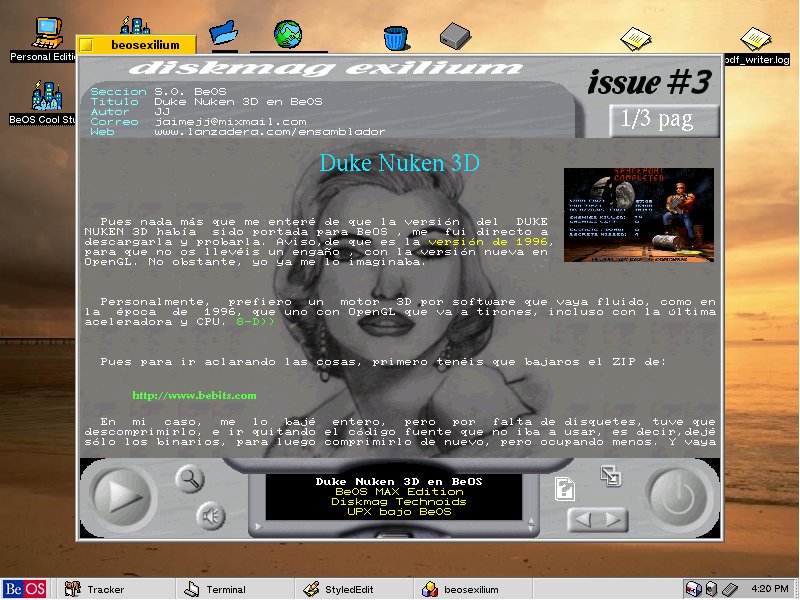 Personal Editi
BeOS Cool Stu
pdf_writer.log
beosexilium
diskmag exilium
issue #3
1/3 pag
Seccion S.O. BeOS
Titulo Duke Nuken 3D en BeOS
Autor JJ
Correo jaimejj@mixmail.com
Web www.lanzadera.com/ensamblador
Duke Nuken 3D
SPACEPORT
COMPLETED
Pues nada más que me enteré de que la versión del DUKE
NUKEN 3D había sido portada para BeOS , me fui directo a
descargarla y probarla. Aviso,de que es la versión de 1996,
para que no os llevéis un engaño , con la versión nueva en
OpenGL. No obstante, yo ya me lo imaginaba.
Personalmente, prefiero un motor 3D por software que vaya fluido, como en
la época de 1996, que uno con OpenGL que va a tirones, incluso con la última
aceleradora y CPU. 8-D))
Pues para ir aclarando las cosas, primero tenéis que bajaros el ZIP de:
http://www.bebits.com
En mi caso, me lo bajé entero, pero por falta de disquetes, tuve que
descomprimirlo, e ir quitando el código fuente que no iba a usar, es decir,dejé
sólo los binarios, para luego comprimirlo de nuevo, pero ocupando menos. Y vaya
Duke Nuken 3D en BeOS
BeOS MAX Edition
Diskmag Technoids
UPX bajo BeOS
BeOS
Tracker
Terminal
StyledEdit
beosexilium
4:20 PM